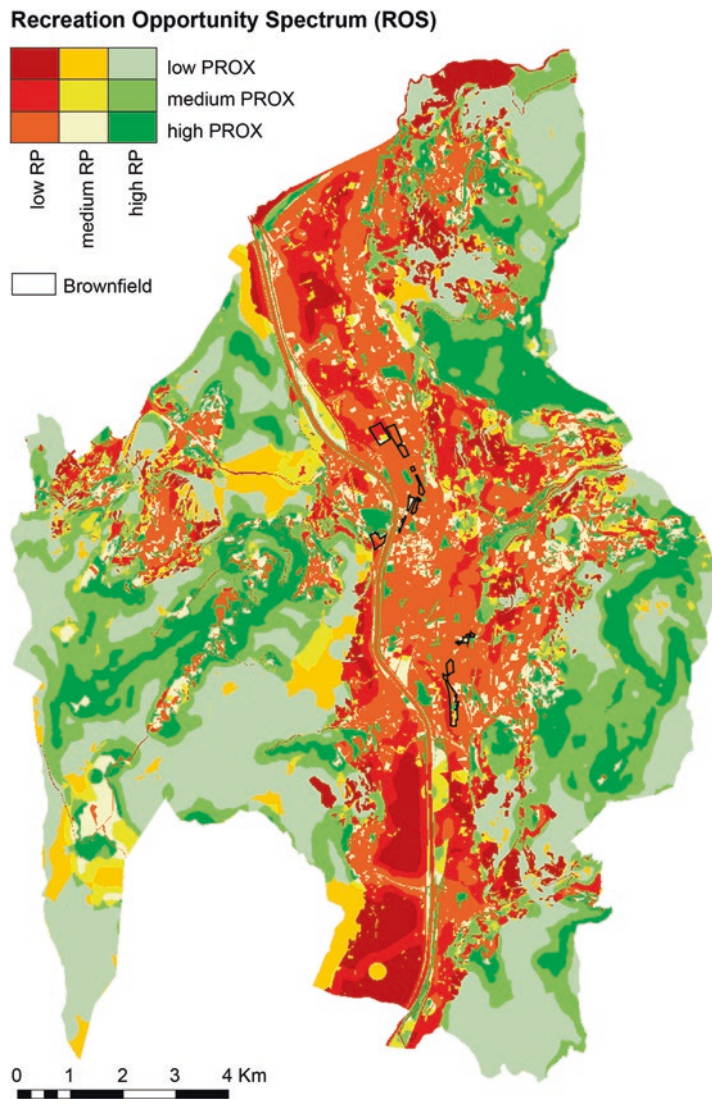 Recreation Opportunity Spectrum (ROS)
low PROX
medium PROX
high PROX
low RP
medium RP
high RP
Brownfield
0 1 2 3 4 Km